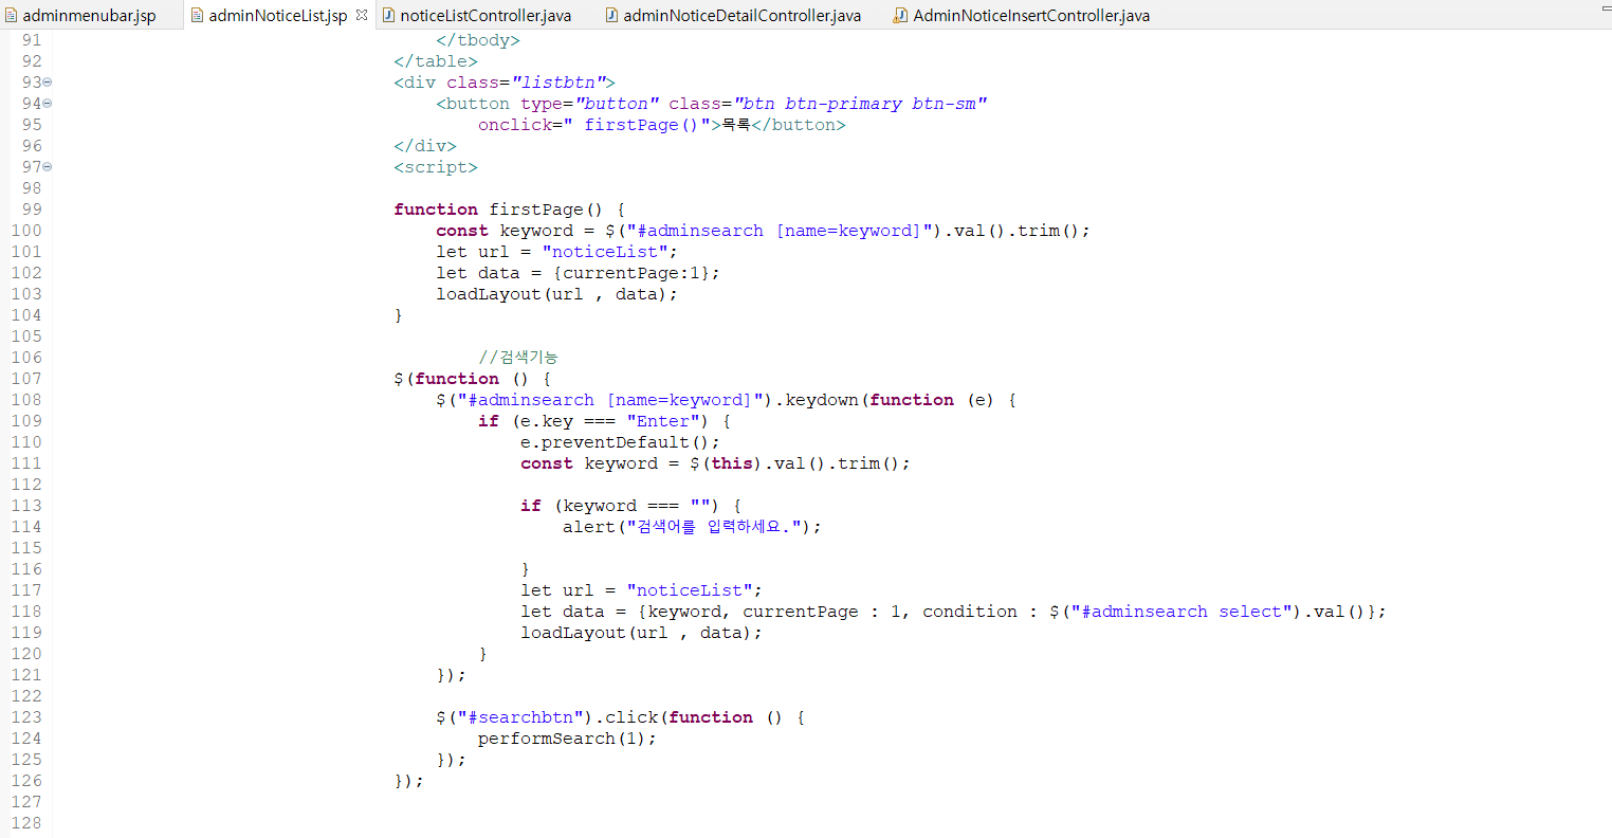 adminmenubar.jsp adminNoticeList.jsp noticeListController.java adminNoticeDetailController.java AdminNoticeInsertController.java
91 </tbody>
92 </table>
93 <div class="listbtn">
94 <button type="button" class="btn btn-primary btn-sm"
95 onclick=" firstPage()">목록</button>
96 </div>
97 <script>
98
99 function firstPage() {
100 const keyword = $("#adminsearch [name=keyword]").val().trim();
101 let url = "noticeList";
102 let data = {currentPage:1};
103 loadLayout(url , data);
104 }
105
106 //검색기능
107 $(function () {
108 $("#adminsearch [name=keyword]").keydown(function (e) {
109 if (e.key === "Enter") {
110 e.preventDefault();
111 const keyword = $(this).val().trim();
112
113 if (keyword === "") {
114 alert("검색어를 입력하세요.");
115
116 }
117 let url = "noticeList";
118 let data = {keyword, currentPage : 1, condition : $("#adminsearch select").val()};
119 loadLayout(url , data);
120 }
121 });
122
123 $("#searchbtn").click(function () {
124 performSearch(1);
125 });
126 });
127
128